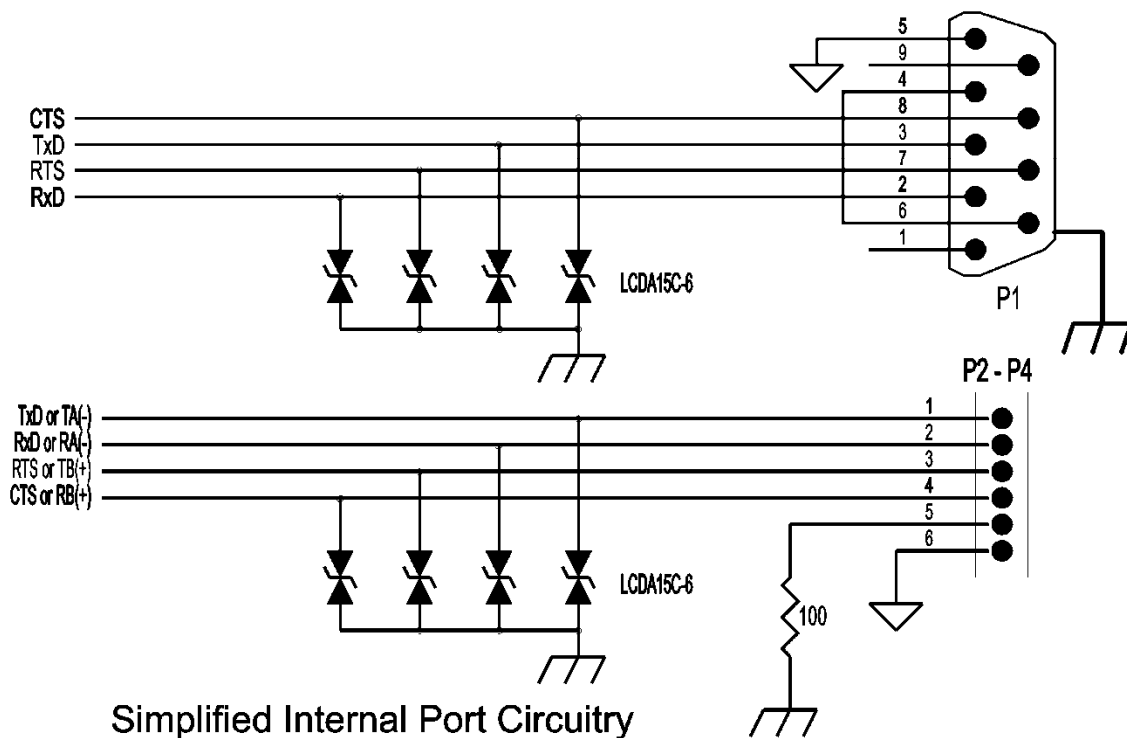 5
9
4
CTS 8
TxD 3
RTS 7
RxD 2
6
1
LCDA15C-6
P1
P2 - P4
TxD or TA(-) 1
RxD or RA(-) 2
RTS or TB(+) 3
CTS or RB(+) 4
5
6
LCDA15C-6
100
Simplified Internal Port Circuitry